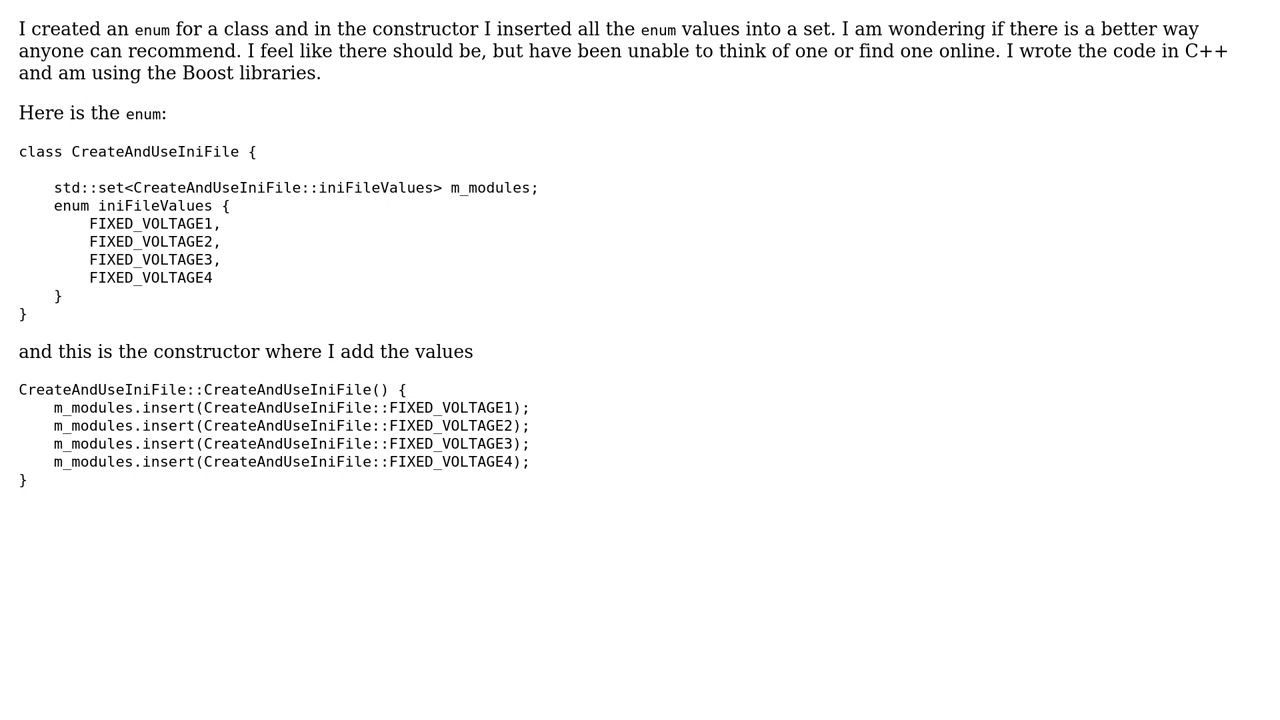 I created an enum for a class and in the constructor I inserted all the enum values into a set. I am wondering if there is a better way
anyone can recommend. I feel like there should be, but have been unable to think of one or find one online. I wrote the code in C++
and am using the Boost libraries.
Here is the enum:
class CreateAndUseIniFile {
    std::set<CreateAndUseIniFile::iniFileValues> m_modules;
    enum iniFileValues {
        FIXED_VOLTAGE1,
        FIXED_VOLTAGE2,
        FIXED_VOLTAGE3,
        FIXED_VOLTAGE4
    }
}
and this is the constructor where I add the values
CreateAndUseIniFile::CreateAndUseIniFile() {
    m_modules.insert(CreateAndUseIniFile::FIXED_VOLTAGE1);
    m_modules.insert(CreateAndUseIniFile::FIXED_VOLTAGE2);
    m_modules.insert(CreateAndUseIniFile::FIXED_VOLTAGE3);
    m_modules.insert(CreateAndUseIniFile::FIXED_VOLTAGE4);
}